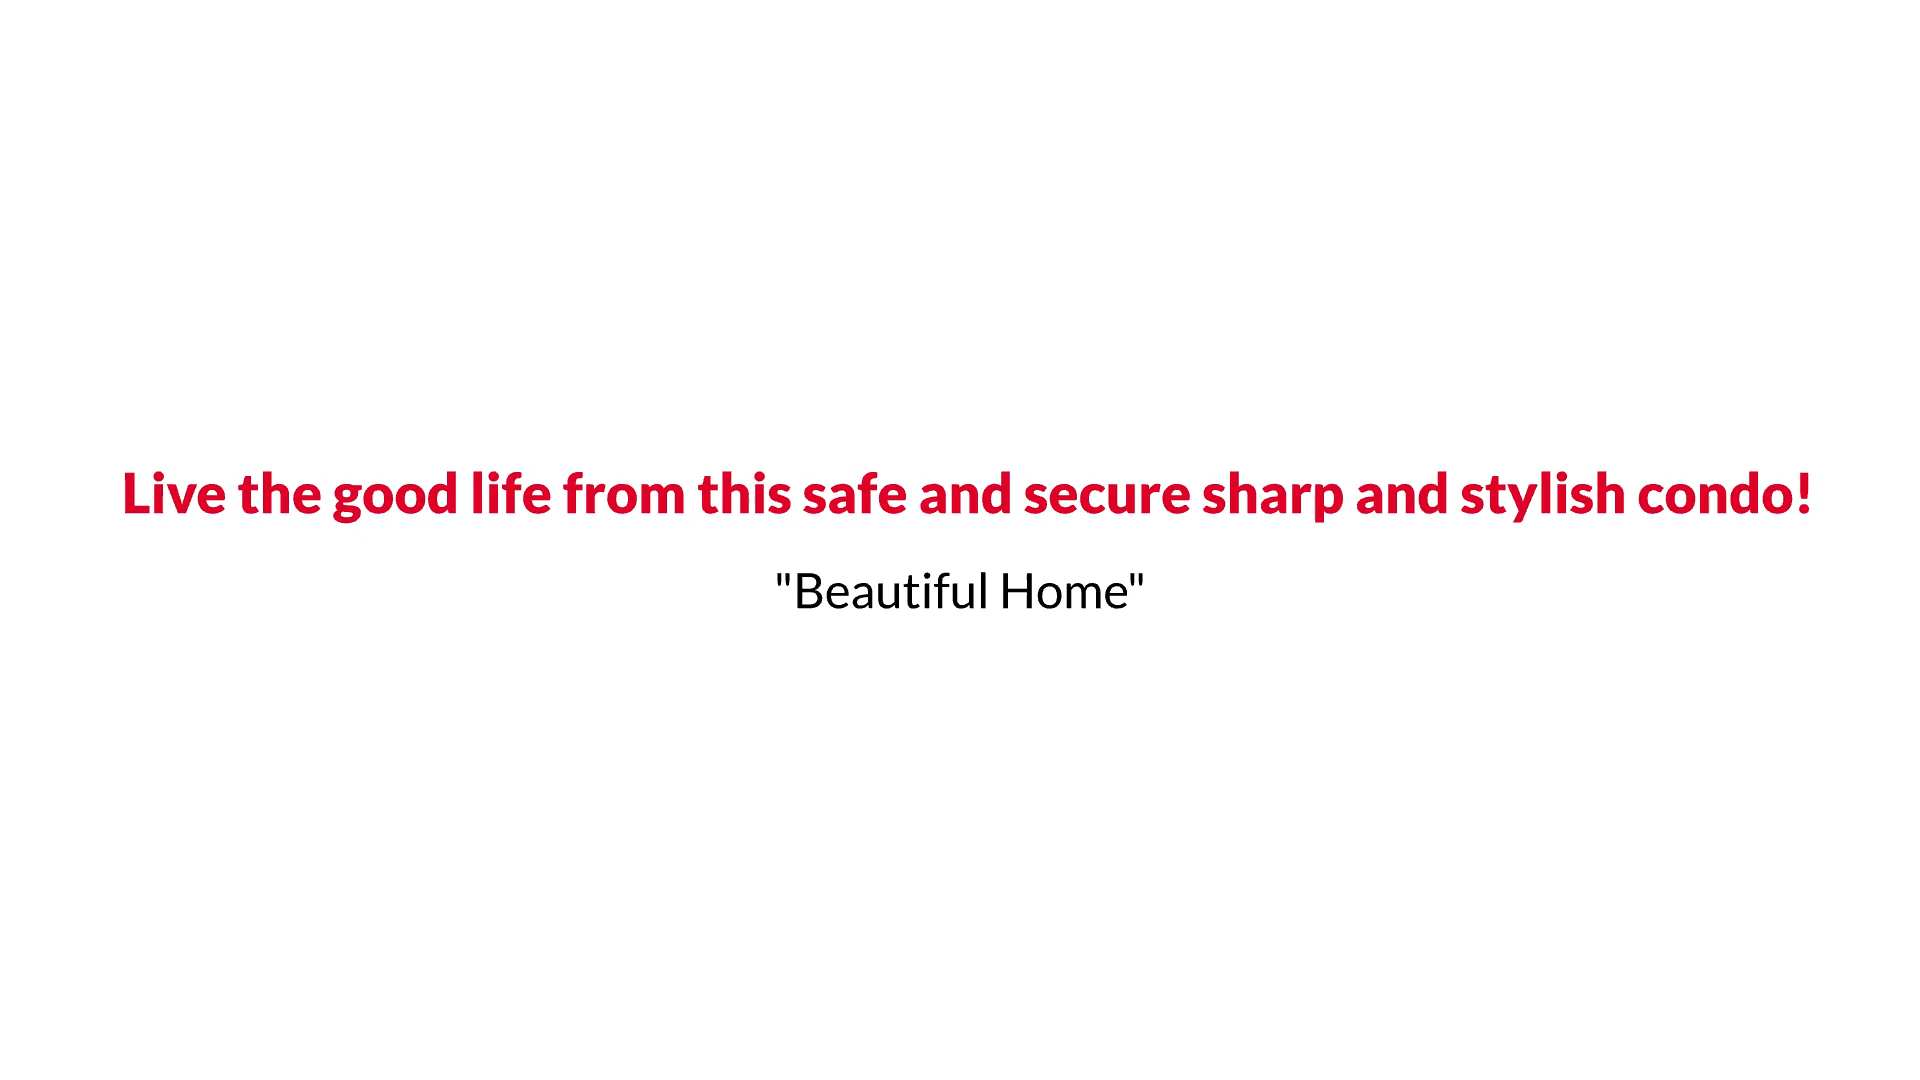 Live the good life from this safe and secure sharp and stylish condo!
"Beautiful Home"